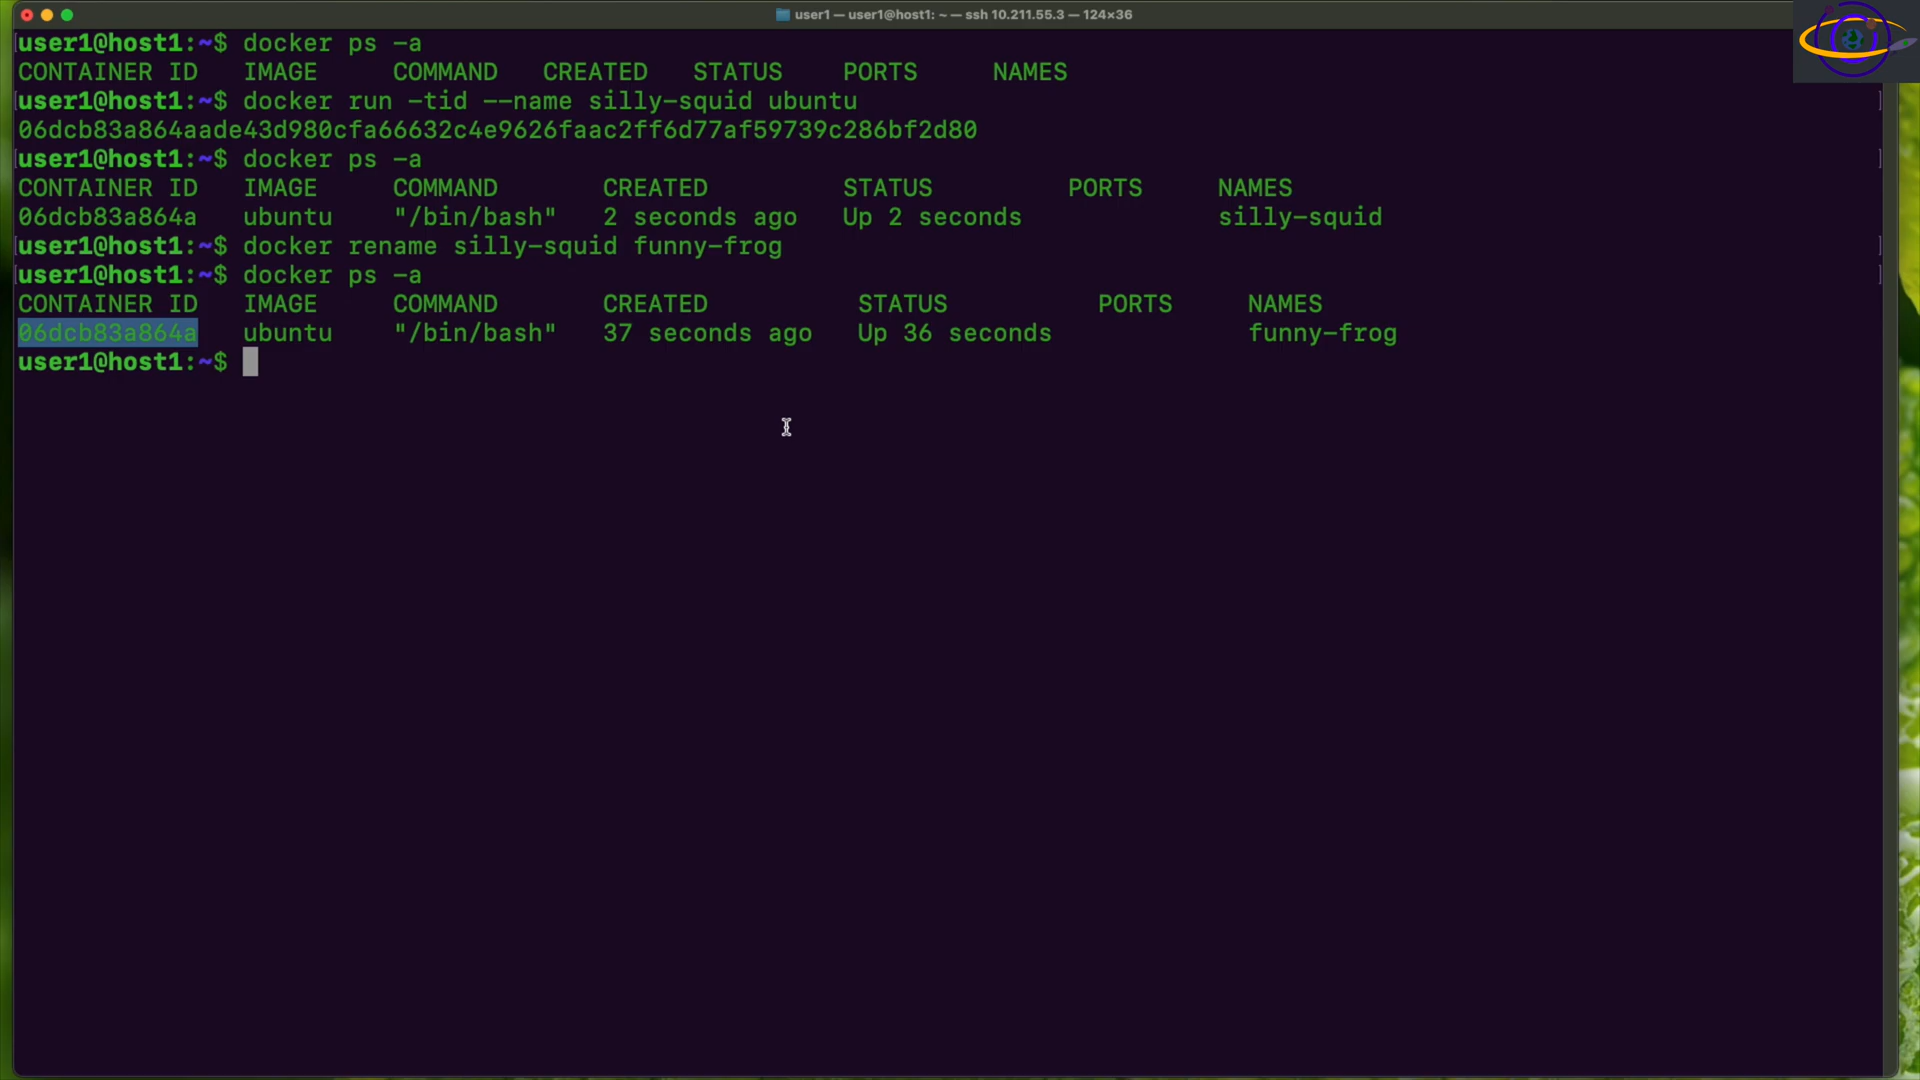 user1 — user1@host1: ~ — ssh 10.211.55.3 — 124×36
[user1@host1:~$ docker ps -a
CONTAINER ID   IMAGE     COMMAND   CREATED   STATUS    PORTS     NAMES
[user1@host1:~$ docker run -tid --name silly-squid ubuntu ]
06dcb83a864aade43d980cfa66632c4e9626faac2ff6d77af59739c286bf2d80
[user1@host1:~$ docker ps -a ]
CONTAINER ID   IMAGE     COMMAND       CREATED         STATUS         PORTS     NAMES
06dcb83a864a   ubuntu    "/bin/bash"   2 seconds ago   Up 2 seconds             silly-squid
[user1@host1:~$ docker rename silly-squid funny-frog ]
[user1@host1:~$ docker ps -a ]
CONTAINER ID   IMAGE     COMMAND       CREATED          STATUS          PORTS     NAMES
06dcb83a864a   ubuntu    "/bin/bash"   37 seconds ago   Up 36 seconds             funny-frog
user1@host1:~$